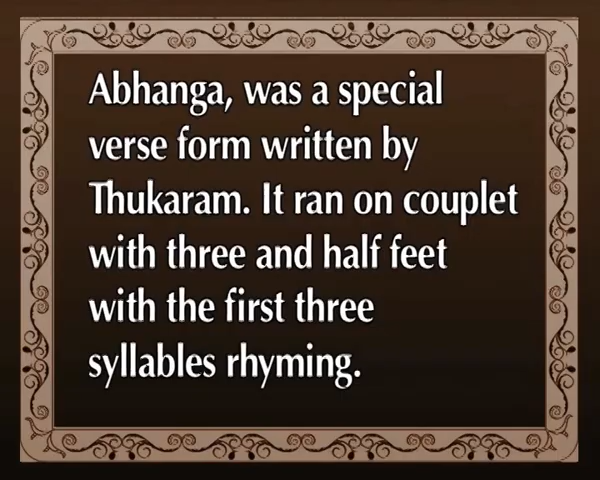 Abhanga, was a special
verse form written by
Thukaram. It ran on couplet
with three and half feet
with the first three
syllables rhyming.